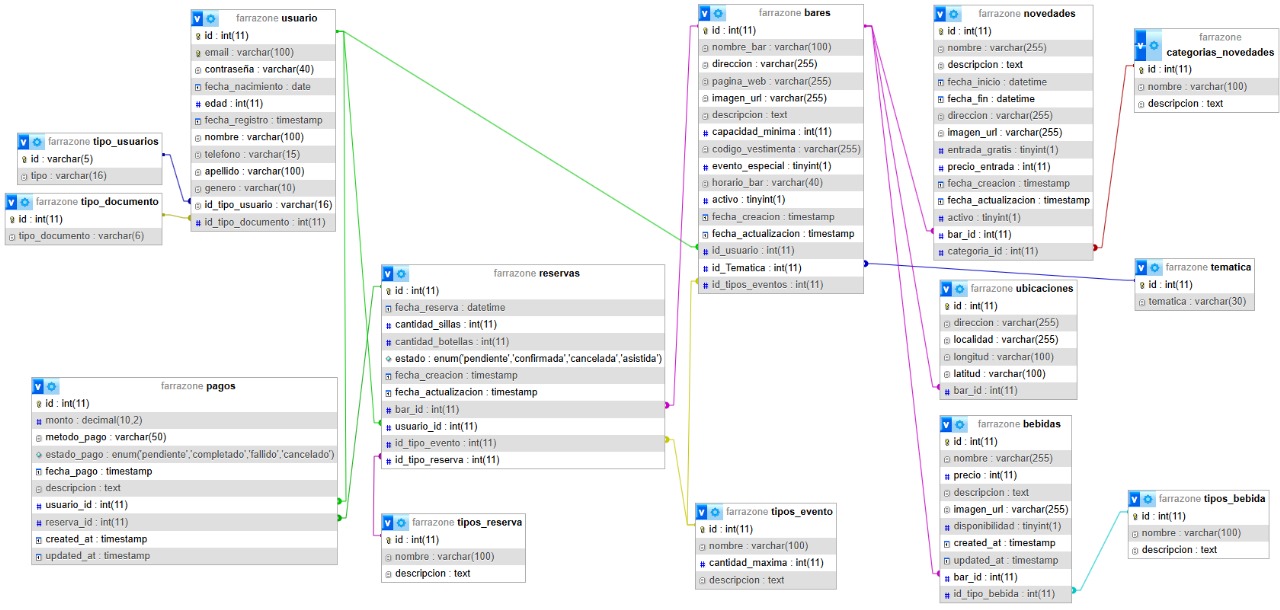 farrazone usuario
id : int(11)
email : varchar(100)
contraseña : varchar(40)
fecha_nacimiento : date
edad : int(11)
fecha_registro : timestamp
nombre : varchar(100)
telefono : varchar(15)
apellido : varchar(100)
genero : varchar(10)
id_tipo_usuario : varchar(16)
id_tipo_documento : int(11)
farrazone tipo_usuarios
id : varchar(5)
tipo : varchar(16)
farrazone tipo_documento
id : int(11)
tipo_documento : varchar(6)
farrazone bares
id : int(11)
nombre_bar : varchar(100)
direccion : varchar(255)
pagina_web : varchar(255)
imagen_url : varchar(255)
descripcion : text
capacidad_minima : int(11)
codigo_vestimenta : varchar(255)
evento_especial : tinyint(1)
horario_bar : varchar(40)
activo : tinyint(1)
fecha_creacion : timestamp
fecha_actualizacion : timestamp
id_usuario : int(11)
id_Tematica : int(11)
id_tipos_eventos : int(11)
farrazone novedades
id : int(11)
nombre : varchar(255)
descripcion : text
fecha_inicio : datetime
fecha_fin : datetime
direccion : varchar(255)
imagen_url : varchar(255)
entrada_gratis : tinyint(1)
precio_entrada : int(11)
fecha_creacion : timestamp
fecha_actualizacion : timestamp
activo : tinyint(1)
bar_id : int(11)
categoria_id : int(11)
farrazone
categorias_novedades
id : int(11)
nombre : varchar(100)
descripcion : text
farrazone tematica
id : int(11)
tematica : varchar(30)
farrazone reservas
id : int(11)
fecha_reserva : datetime
cantidad_sillas : int(11)
cantidad_botellas : int(11)
estado : enum('pendiente','confirmada','cancelada','asistida')
fecha_creacion : timestamp
fecha_actualizacion : timestamp
bar_id : int(11)
usuario_id : int(11)
id_tipo_evento : int(11)
id_tipo_reserva : int(11)
farrazone ubicaciones
id : int(11)
direccion : varchar(255)
localidad : varchar(255)
longitud : varchar(100)
latitud : varchar(100)
bar_id : int(11)
farrazone pagos
id : int(11)
monto : decimal(10,2)
metodo_pago : varchar(50)
estado_pago : enum('pendiente','completado','fallido','cancelado')
fecha_pago : timestamp
descripcion : text
usuario_id : int(11)
reserva_id : int(11)
created_at : timestamp
updated_at : timestamp
farrazone tipos_reserva
id : int(11)
nombre : varchar(100)
descripcion : text
farrazone tipos_evento
id : int(11)
nombre : varchar(100)
cantidad_maxima : int(11)
descripcion : text
farrazone bebidas
id : int(11)
nombre : varchar(255)
precio : int(11)
descripcion : text
imagen_url : varchar(255)
disponibilidad : tinyint(1)
created_at : timestamp
updated_at : timestamp
bar_id : int(11)
id_tipo_bebida : int(11)
farrazone tipos_bebida
id : int(11)
nombre : varchar(100)
descripcion : text